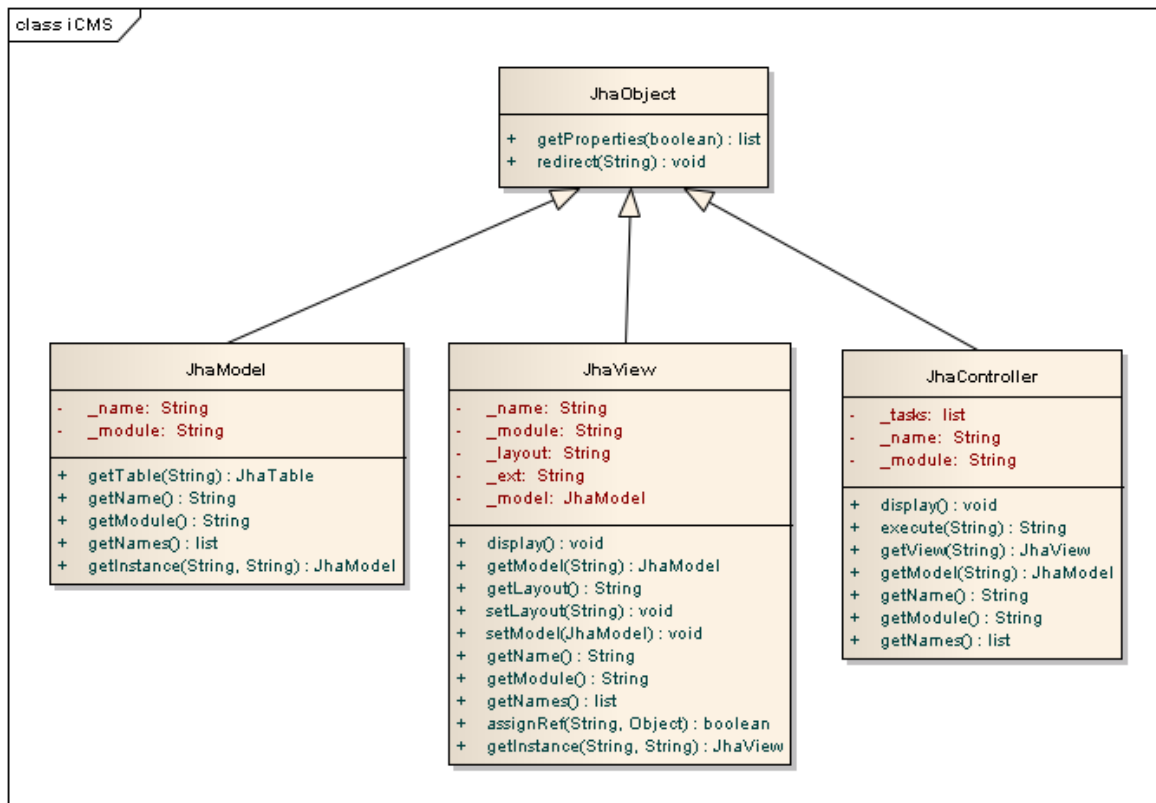 class iCMS
JhaObject
+ getProperties(boolean) : list
+ redirect(String) : void
JhaModel
- _name: String
- _module: String
+ getTable(String) : JhaTable
+ getName() : String
+ getModule() : String
+ getNames() : list
+ getInstance(String, String) : JhaModel
JhaView
- _name: String
- _module: String
- _layout: String
- _ext: String
- _model: JhaModel
+ display() : void
+ getModel(String) : JhaModel
+ getLayout() : String
+ setLayout(String) : void
+ setModel(JhaModel) : void
+ getName() : String
+ getModule() : String
+ getNames() : list
+ assignRef(String, Object) : boolean
+ getInstance(String, String) : JhaView
JhaController
- _tasks: list
- _name: String
- _module: String
+ display() : void
+ execute(String) : String
+ getView(String) : JhaView
+ getModel(String) : JhaModel
+ getName() : String
+ getModule() : String
+ getNames() : list